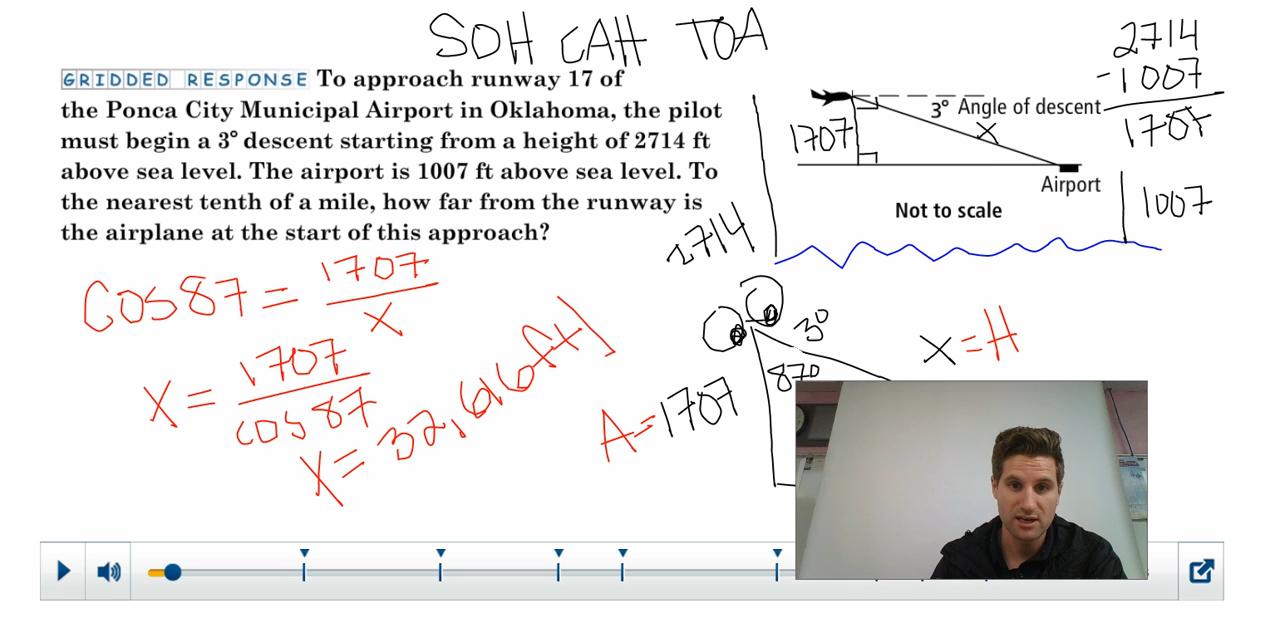 SOH CAH TOA
GRIDDED RESPONSE To approach runway 17 of
the Ponca City Municipal Airport in Oklahoma, the pilot
must begin a 3° descent starting from a height of 2714 ft
above sea level. The airport is 1007 ft above sea level. To
the nearest tenth of a mile, how far from the runway is
the airplane at the start of this approach?
2714
-1007
1707
3° Angle of descent
x
1707
Airport
Not to scale
1007
2714
Cos 87 = 1707 / x
x = 1707 / cos 87
x = 32,616 ft
3°
87°
A=1707
x=H